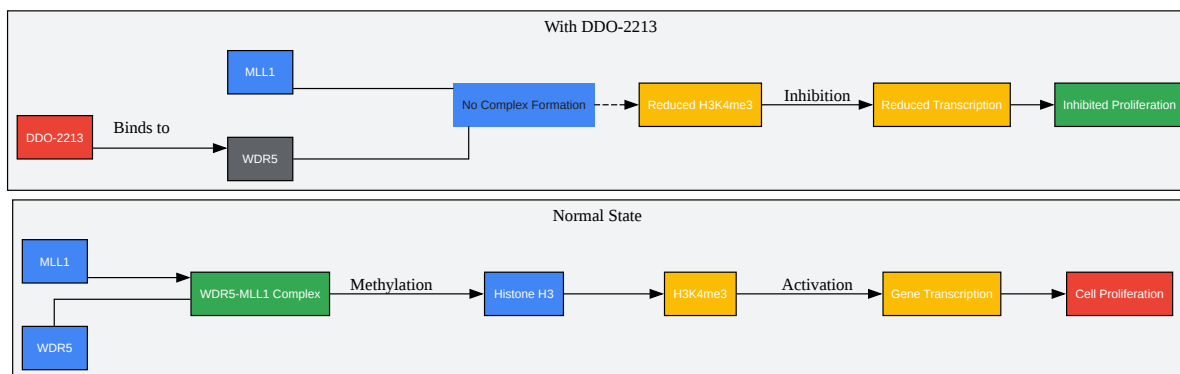 With DDO-2213
MLL1
DDO-2213
Binds to
WDR5
No Complex Formation
Reduced H3K4me3
Inhibition
Reduced Transcription
Inhibited Proliferation
Normal State
MLL1
WDR5
WDR5-MLL1 Complex
Methylation
Histone H3
H3K4me3
Activation
Gene Transcription
Cell Proliferation